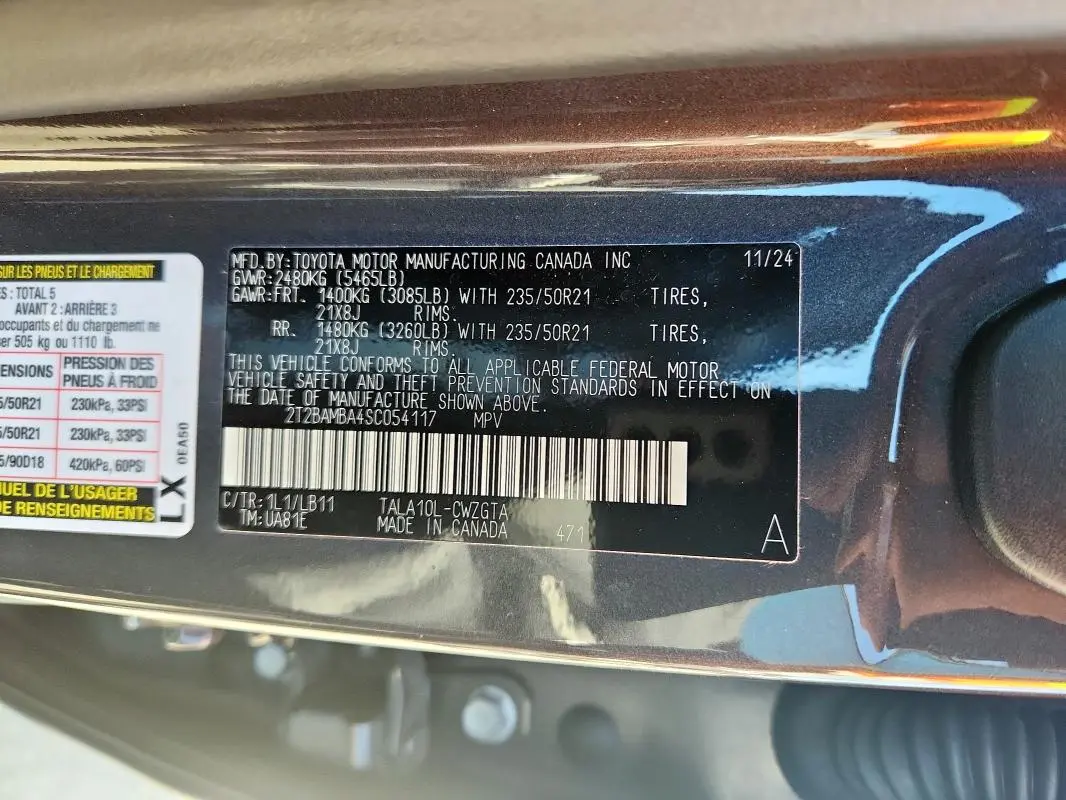 SUR LES PNEUS ET LE CHARGEMENT
: TOTAL 5
AVANT 2 : ARRIÈRE 3
occupants et du chargement ne
ser 505 kg ou 1110 lb.
PRESSION DES
PNEUS À FROID
/50R21 230kPa, 33PSI
/50R21 230kPa, 33PSI
/90D18 420kPa, 60PSI
UEL DE L'USAGER
DE RENSEIGNEMENTS
LX
0EA50
MFD.BY:TOYOTA MOTOR MANUFACTURING CANADA INC 11/24
GVWR:2480KG (5465LB)
GAWR:FRT. 1400KG (3085LB) WITH 235/50R21 TIRES,
21X8J RIMS.
RR. 1480KG (3260LB) WITH 235/50R21 TIRES,
21X8J RIMS.
THIS VEHICLE CONFORMS TO ALL APPLICABLE FEDERAL MOTOR
VEHICLE SAFETY AND THEFT PREVENTION STANDARDS IN EFFECT ON
THE DATE OF MANUFACTURE SHOWN ABOVE.
2T2BAMBA4SC054117 MPV
C/TR:1L1/LB11 TALA10L-CWZGTA
TM:UA81E MADE IN CANADA 471
A